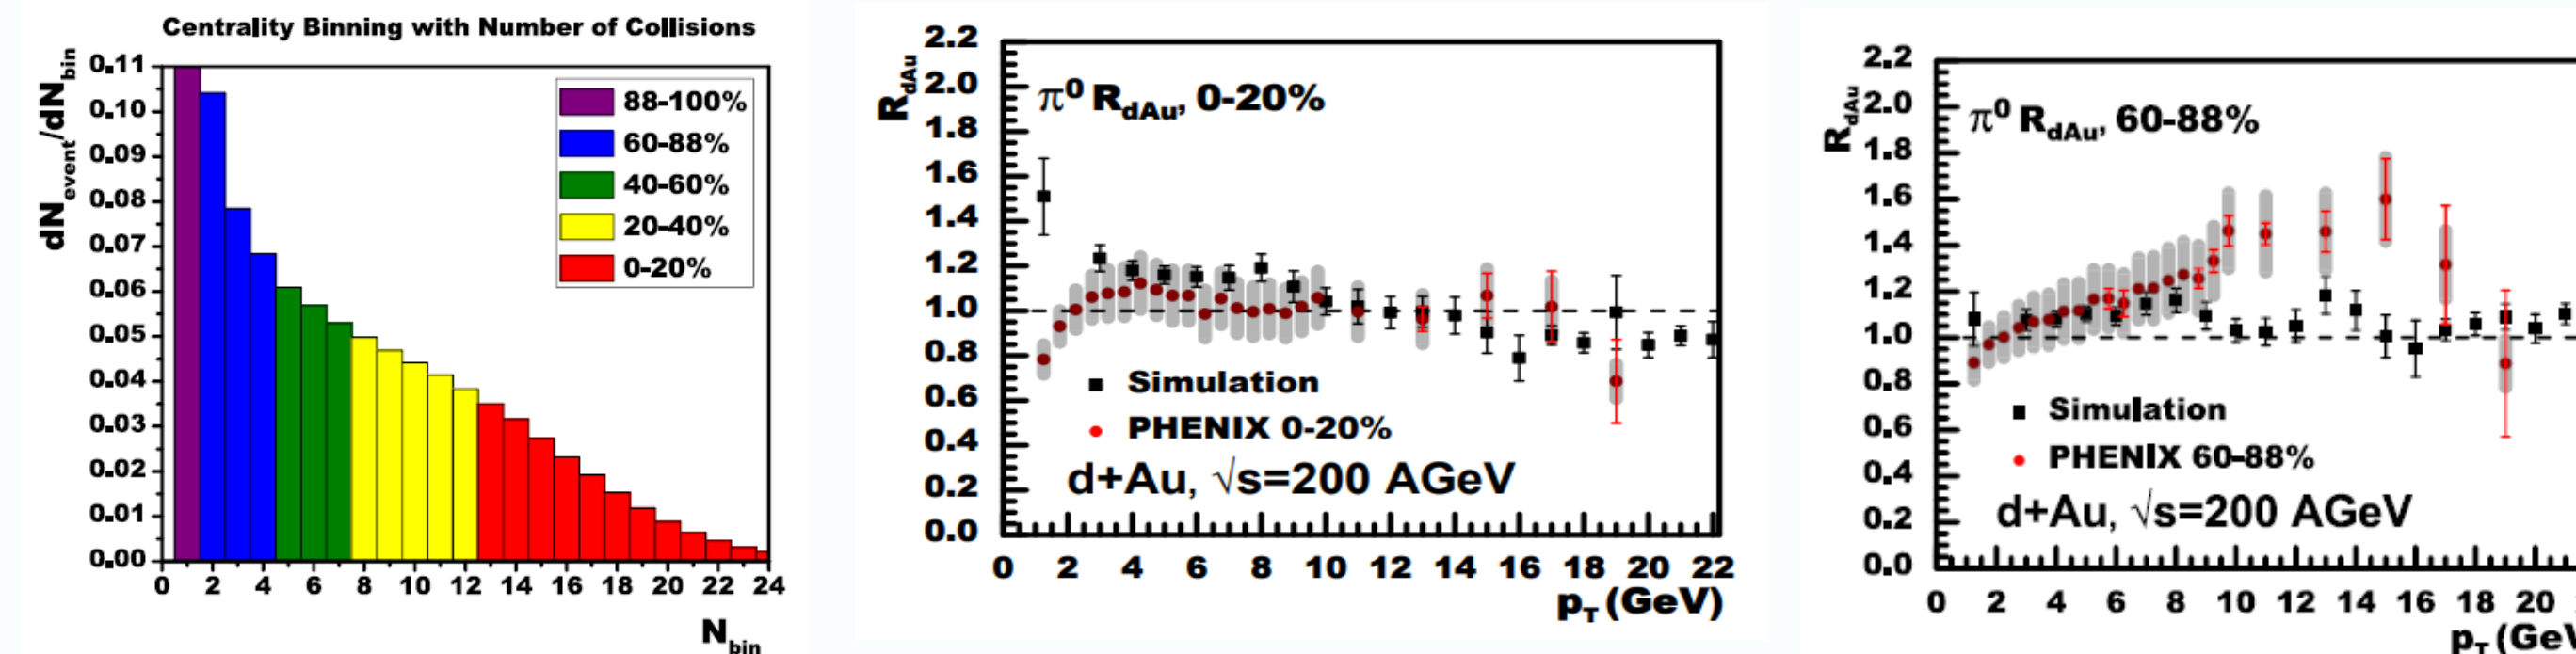 Centrality Binning with Number of Collisions
dN_event/dN_bin
0.11
0.10
0.09
0.08
0.07
0.06
0.05
0.04
0.03
0.02
0.01
0.00
88-100%
60-88%
40-60%
20-40%
0-20%
0 2 4 6 8 10 12 14 16 18 20 22 24
N_bin
R_dAu
2.2
2.0
1.8
1.6
1.4
1.2
1.0
0.8
0.6
0.4
0.2
0.0
π⁰ R_dAu, 0-20%
Simulation
PHENIX 0-20%
d+Au, √s=200 AGeV
0 2 4 6 8 10 12 14 16 18 20 22
p_T (GeV)
R_dAu
2.2
2.0
1.8
1.6
1.4
1.2
1.0
0.8
0.6
0.4
0.2
0.0
π⁰ R_dAu, 60-88%
Simulation
PHENIX 60-88%
d+Au, √s=200 AGeV
0 2 4 6 8 10 12 14 16 18 20
p_T (GeV